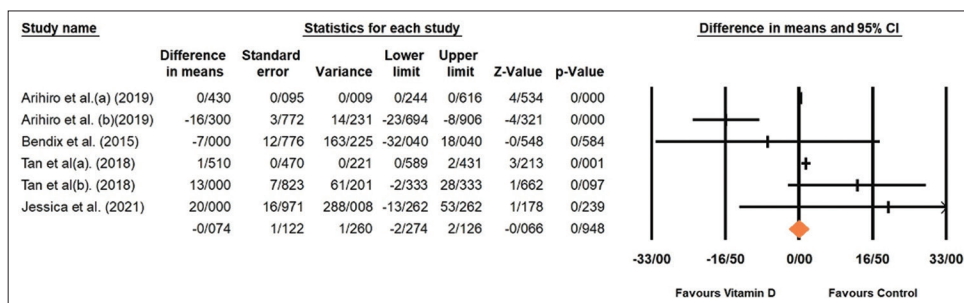 Study name Statistics for each study Difference in means and 95% CI
Difference in means Standard error Variance Lower limit Upper limit Z-Value p-Value
Arihiro et al.(a) (2019) 0/430 0/095 0/009 0/244 0/616 4/534 0/000
Arihiro et al. (b)(2019) -16/300 3/772 14/231 -23/694 -8/906 -4/321 0/000
Bendix et al. (2015) -7/000 12/776 163/225 -32/040 18/040 -0/548 0/584
Tan et al(a). (2018) 1/510 0/470 0/221 0/589 2/431 3/213 0/001
Tan et al(b). (2018) 13/000 7/823 61/201 -2/333 28/333 1/662 0/097
Jessica et al. (2021) 20/000 16/971 288/008 -13/262 53/262 1/178 0/239
-0/074 1/122 1/260 -2/274 2/126 -0/066 0/948
-33/00 -16/50 0/00 16/50 33/00
Favours Vitamin D Favours Control